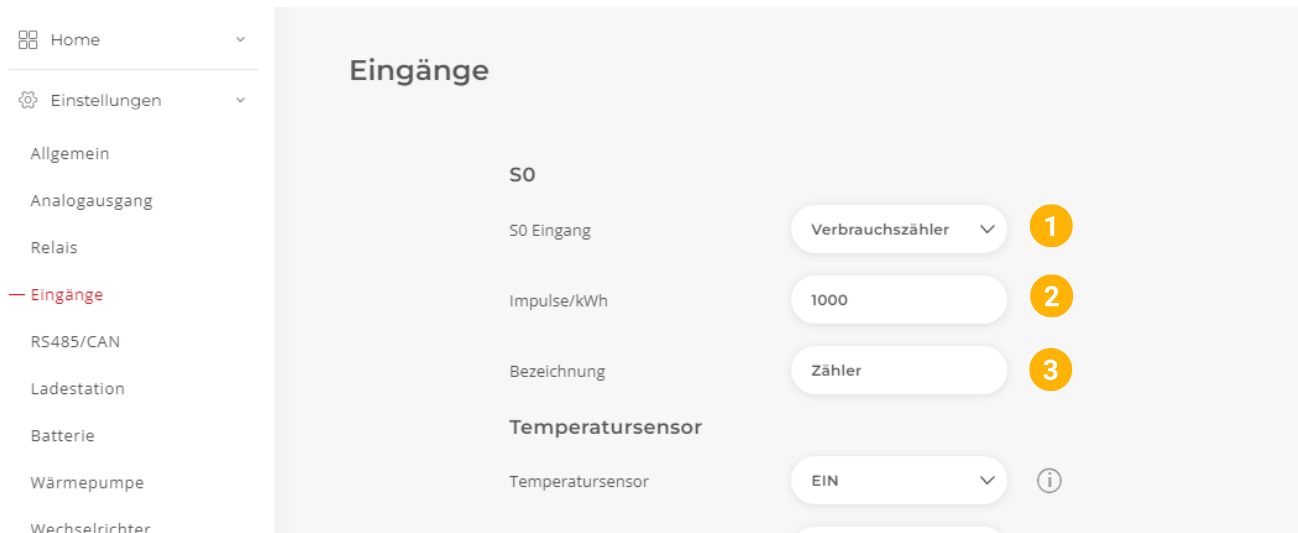 Home
Einstellungen
Allgemein
Analogausgang
Relais
Eingänge
RS485/CAN
Ladestation
Batterie
Wärmepumpe
Wechselrichter
Eingänge
S0
S0 Eingang Verbrauchszähler 1
Impulse/kWh 1000 2
Bezeichnung Zähler 3
Temperatursensor
Temperatursensor EIN i